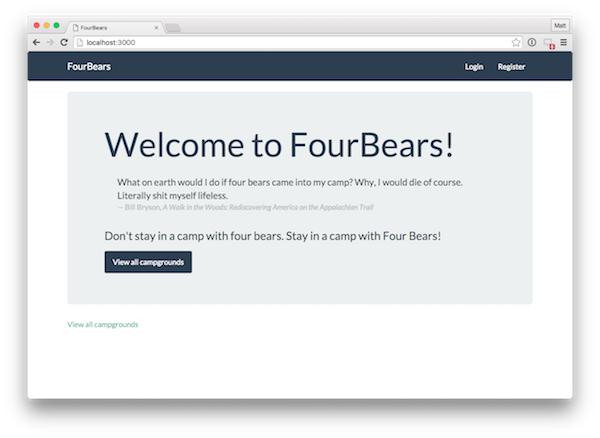 FourBears
Matt
localhost:3000
FourBears
Login
Register
Welcome to FourBears!
What on earth would I do if four bears came into my camp? Why, I would die of course.
Literally shit myself lifeless.
— Bill Bryson, A Walk in the Woods: Rediscovering America on the Appalachian Trail
Don't stay in a camp with four bears. Stay in a camp with Four Bears!
View all campgrounds
View all campgrounds